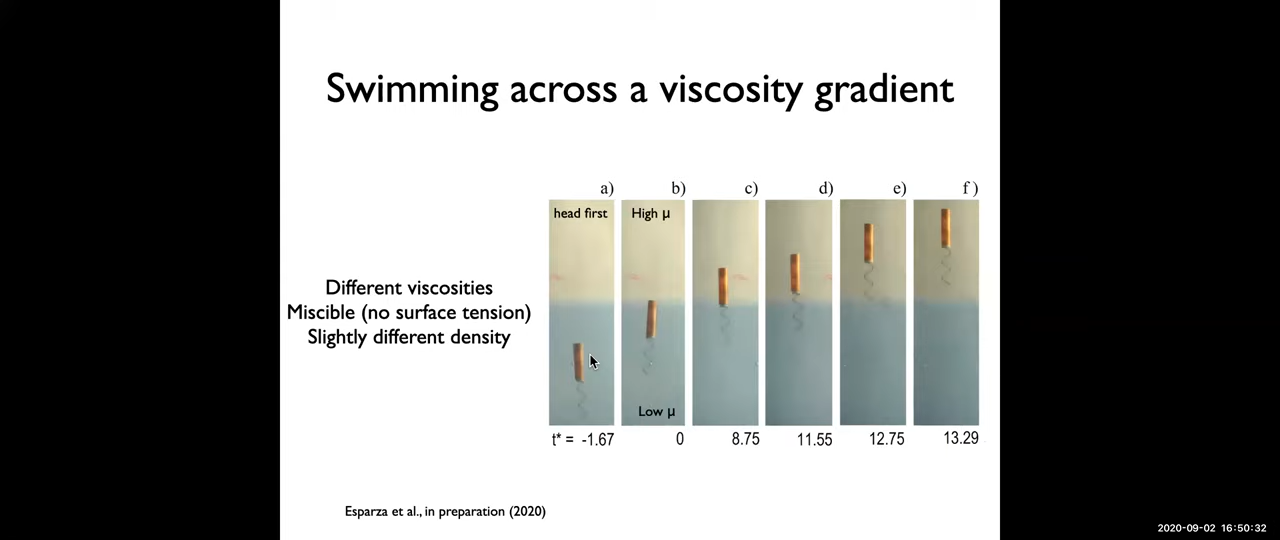 Swimming across a viscosity gradient
a) b) c) d) e) f )
head first High μ
Different viscosities
Miscible (no surface tension)
Slightly different density
Low μ
t* = -1.67 0 8.75 11.55 12.75 13.29
Esparza et al., in preparation (2020)
2020-09-02 16:50:32